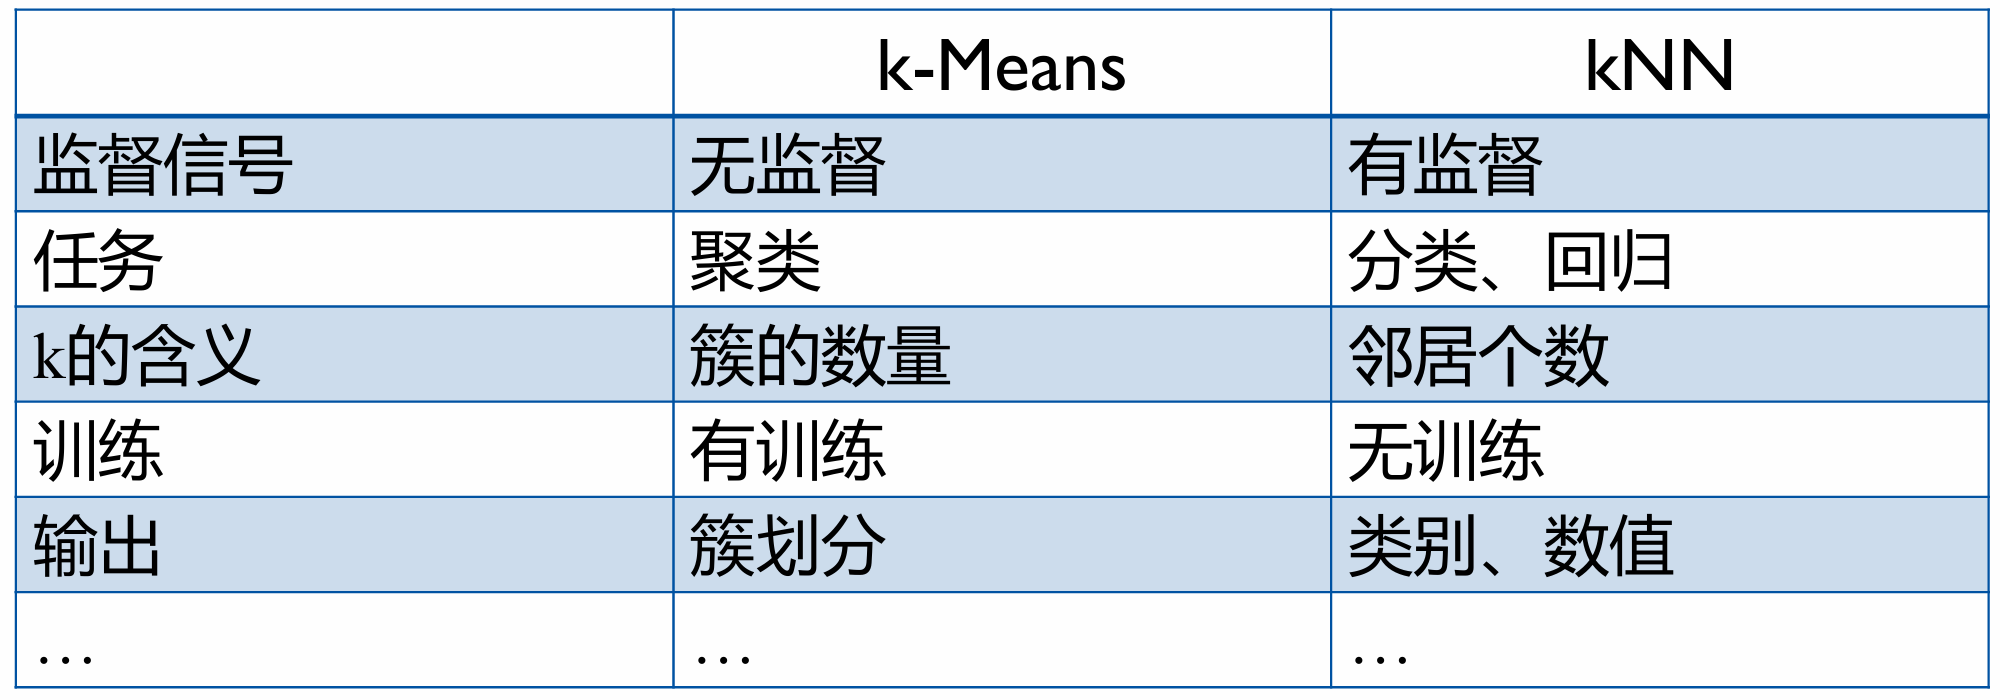 k-Means kNN
监督信号 无监督 有监督
任务 聚类 分类、回归
k的含义 簇的数量 邻居个数
训练 有训练 无训练
输出 簇划分 类别、数值
… … …